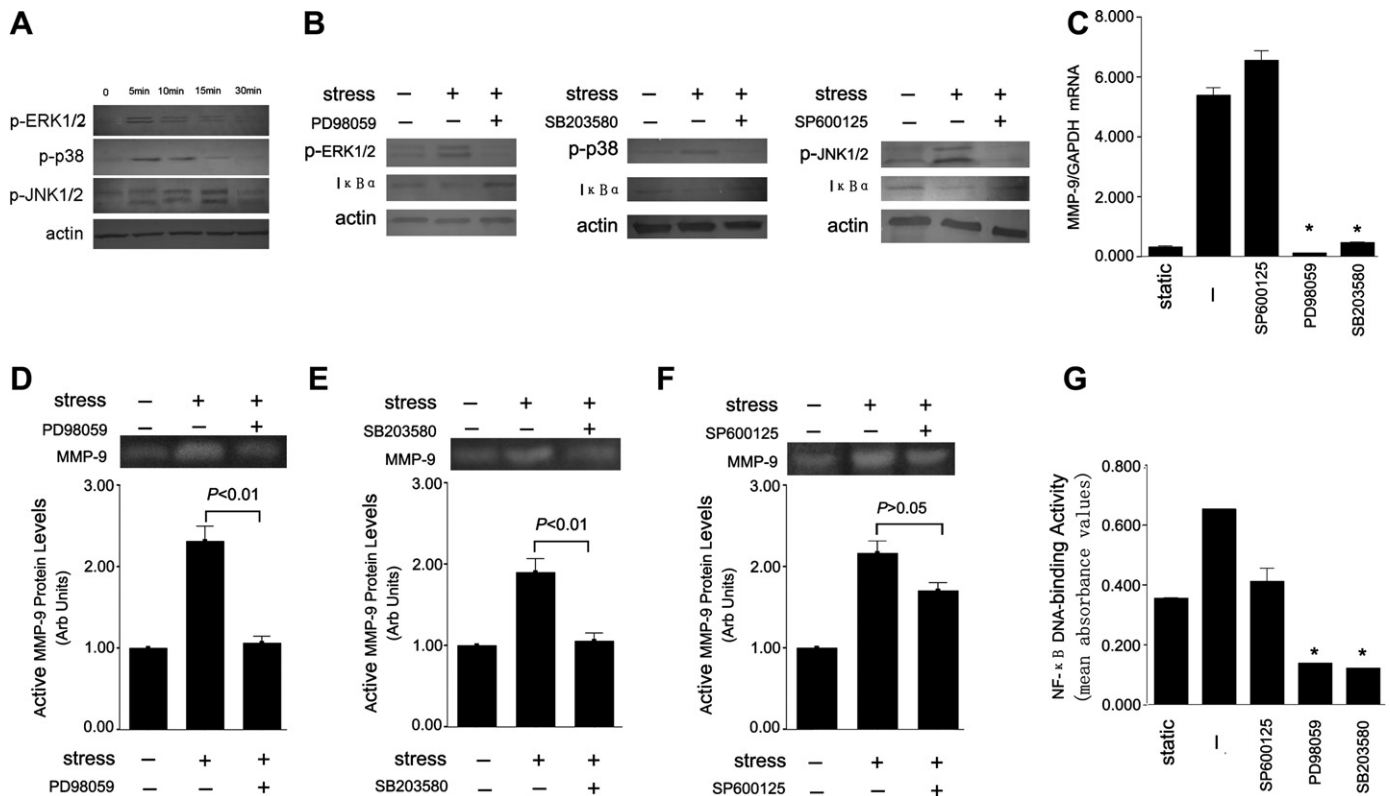 A
0 5min 10min 15min 30min
p-ERK1/2
p-p38
p-JNK1/2
actin
B
stress − + +
PD98059 − − +
p-ERK1/2
IκBα
actin
stress − + +
SB203580 − − +
p-p38
IκBα
actin
stress − + +
SP600125 − − +
p-JNK1/2
IκBα
actin
C
MMP-9/GAPDH mRNA
8.000
6.000
4.000
2.000
0.000
* *
static
−
SP600125
PD98059
SB203580
D
stress − + +
PD98059 − − +
MMP-9
Active MMP-9 Protein Levels
(Arb Units)
3.00
2.00
1.00
0.00
P<0.01
stress − + +
PD98059 − − +
E
stress − + +
SB203580 − − +
MMP-9
Active MMP-9 Protein Levels
(Arb Units)
3.00
2.00
1.00
0.00
P<0.01
stress − + +
SB203580 − − +
F
stress − + +
SP600125 − − +
MMP-9
Active MMP-9 Protein Levels
(Arb Units)
3.00
2.00
1.00
0.00
P>0.05
stress − + +
SP600125 − − +
G
NF-κB DNA-binding Activity
(mean absorbance values)
0.800
0.600
0.400
0.200
0.000
* *
static
−
SP600125
PD98059
SB203580